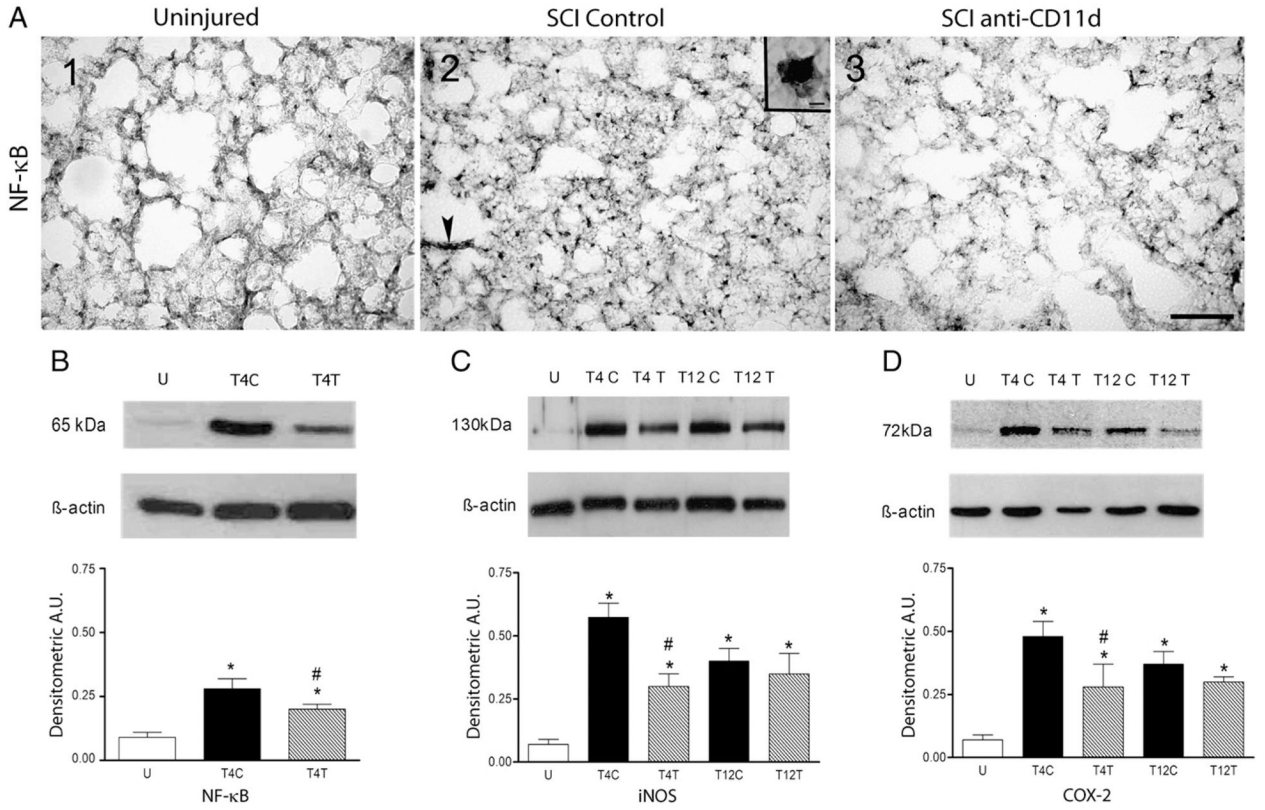 A
Uninjured
SCI Control
SCI anti-CD11d
NF-κB
1
2
3
B
U T4C T4T
65 kDa
ß-actin
Densitometric A.U.
0.75
0.50
0.25
0.00
*
#
*
U T4C T4T
NF-κB
C
U T4 C T4 T T12 C T12 T
130kDa
ß-actin
Densitometric A.U.
0.75
0.50
0.25
0.00
*
#
*
*
*
U T4C T4T T12C T12T
iNOS
D
U T4 C T4 T T12 C T12 T
72kDa
ß-actin
Densitometric A.U.
0.75
0.50
0.25
0.00
*
#
*
*
*
U T4C T4T T12C T12T
COX-2